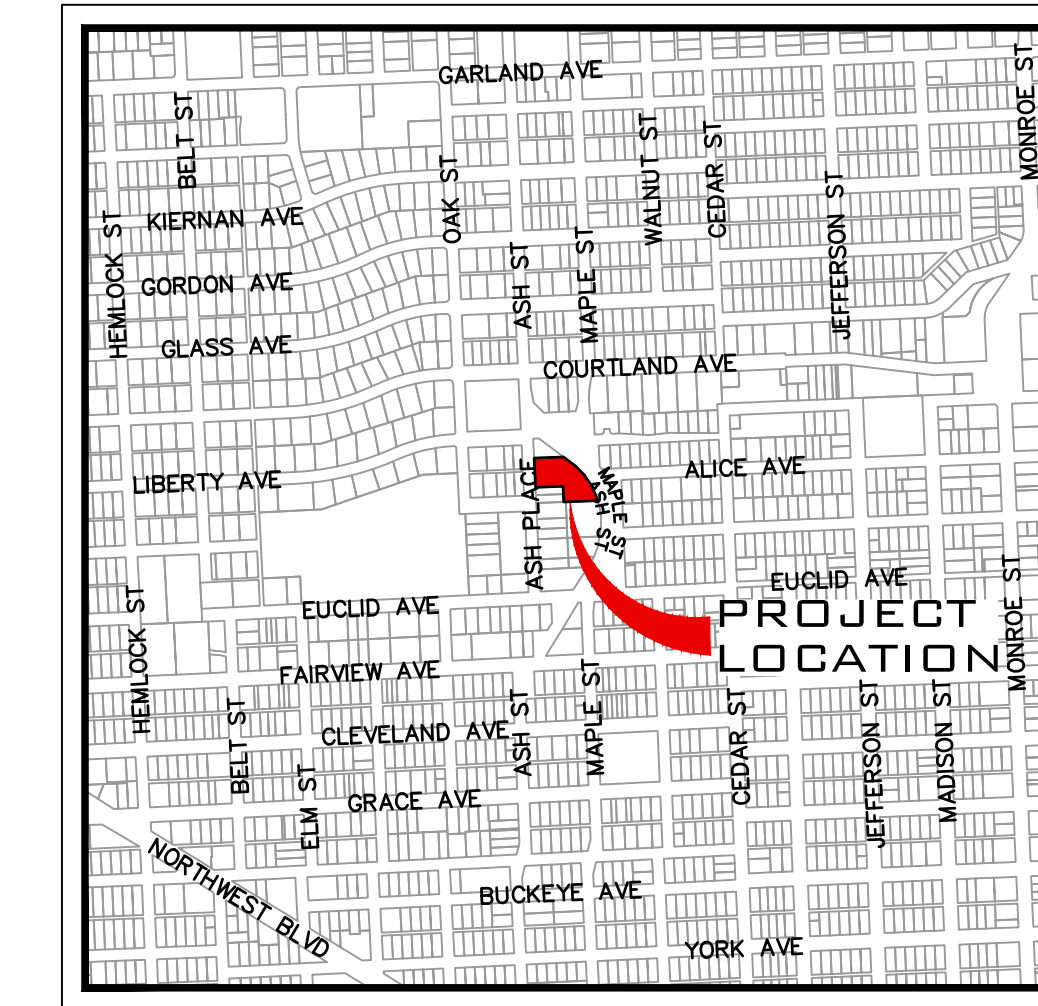 GARLAND AVE
MONROE ST
BELT ST
WALNUT ST
CEDAR ST
OAK ST
JEFFERSON ST
KIERNAN AVE
HEMLOCK ST
ASH ST
MAPLE ST
GORDON AVE
GLASS AVE
COURTLAND AVE
LIBERTY AVE
ALICE AVE
ASH PLACE
MAPLE ST
ASH ST
EUCLID AVE
EUCLID AVE
PROJECT
LOCATION
HEMLOCK ST
MONROE ST
FAIRVIEW AVE
BELT ST
ASH ST
MAPLE ST
CEDAR ST
JEFFERSON ST
MADISON ST
CLEVELAND AVE
ELM ST
GRACE AVE
NORTHWEST BLVD
BUCKEYE AVE
YORK AVE